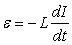 ε = − L dI/dt